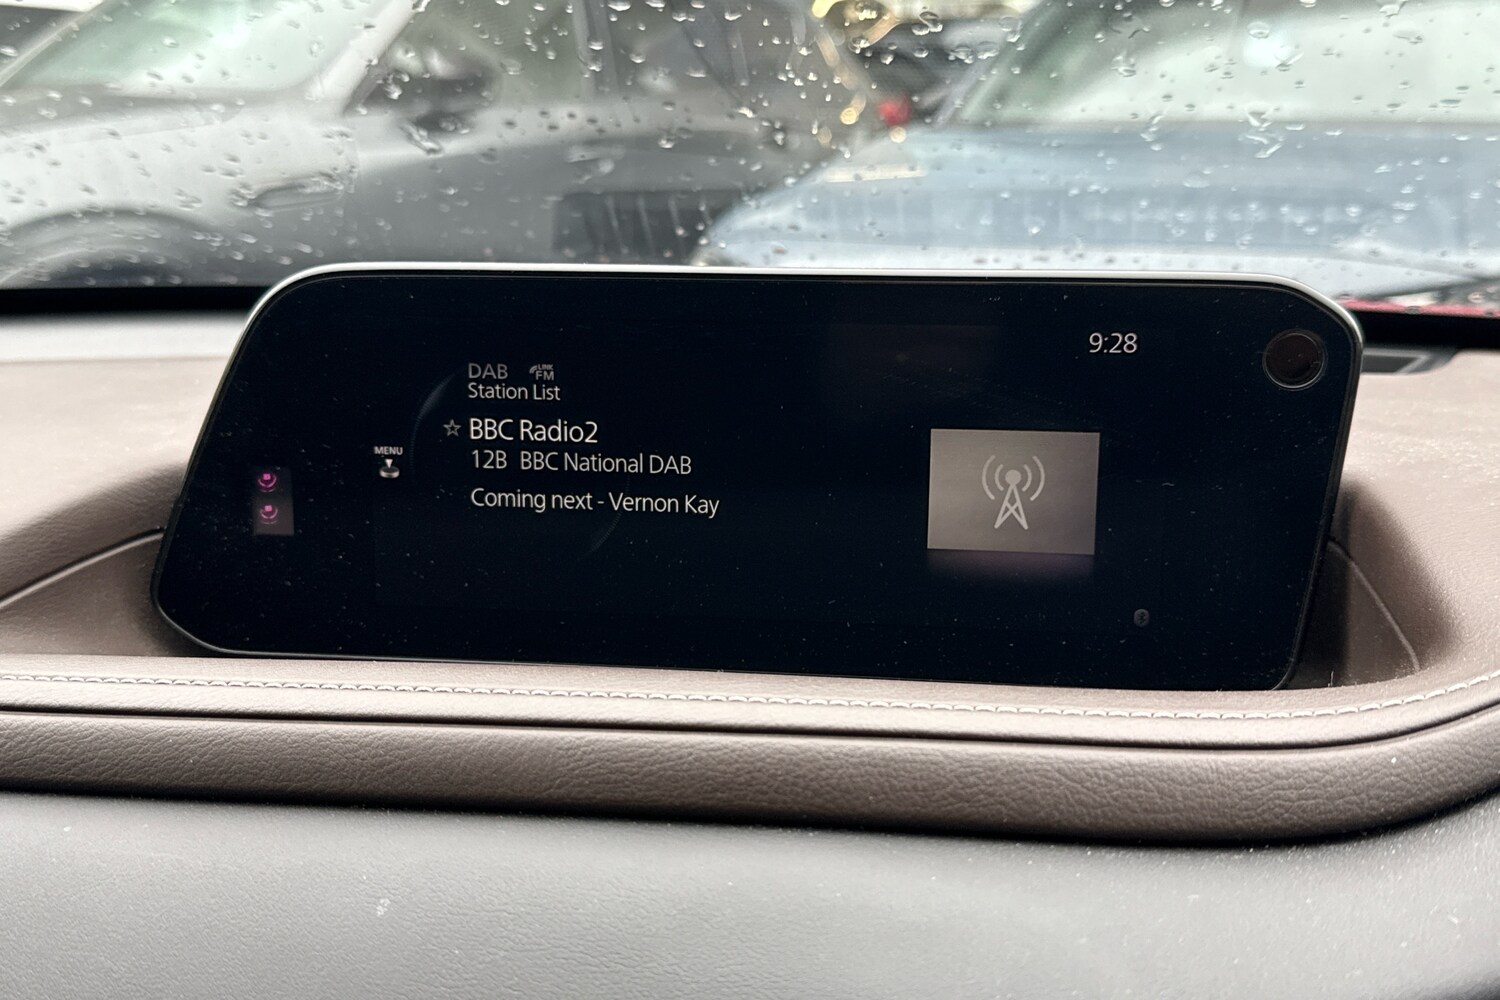 9:28
DAB LINK FM
Station List
BBC Radio2
12B BBC National DAB
Coming next - Vernon Kay
MENU